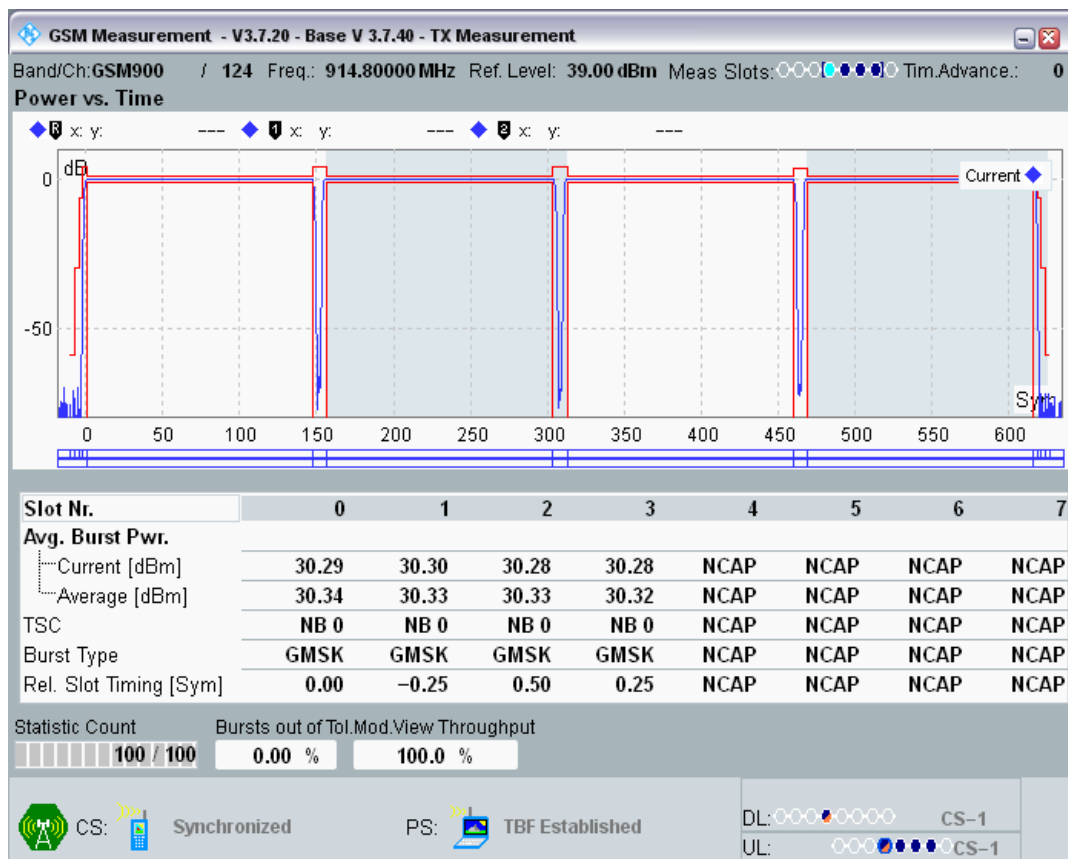 GSM Measurement - V3.7.20 - Base V 3.7.40 - TX Measurement
Band/Ch:GSM900 / 124 Freq.: 914.80000 MHz Ref. Level: 39.00 dBm Meas Slots: Tim.Advance.: 0
Power vs. Time
R x: y: --- 1 x: y: --- 2 x: y: ---
dB
0
Current
-50
Sym
0 50 100 150 200 250 300 350 400 450 500 550 600
Slot Nr. 0 1 2 3 4 5 6 7
Avg. Burst Pwr.
Current [dBm] 30.29 30.30 30.28 30.28 NCAP NCAP NCAP NCAP
Average [dBm] 30.34 30.33 30.33 30.32 NCAP NCAP NCAP NCAP
TSC NB 0 NB 0 NB 0 NB 0 NCAP NCAP NCAP NCAP
Burst Type GMSK GMSK GMSK GMSK NCAP NCAP NCAP NCAP
Rel. Slot Timing [Sym] 0.00 −0.25 0.50 0.25 NCAP NCAP NCAP NCAP
Statistic Count Bursts out of Tol.Mod.View Throughput
100 / 100 0.00 % 100.0 %
DL: CS−1
CS: Synchronized PS: TBF Established
UL: CS−1